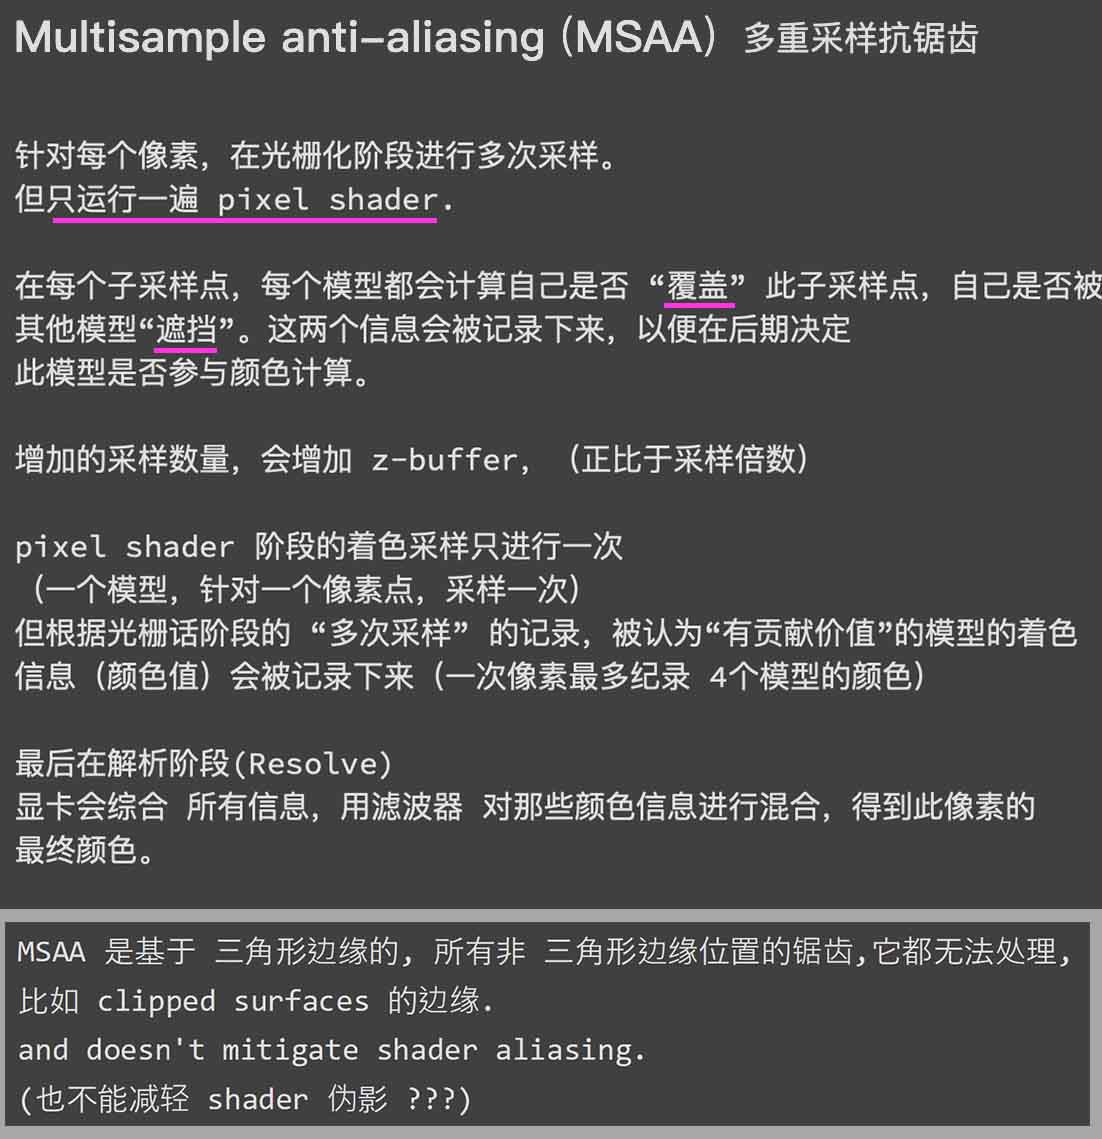 Multisample anti-aliasing (MSAA) 多重采样抗锯齿
针对每个像素，在光栅化阶段进行多次采样。
但只运行一遍 pixel shader.
在每个子采样点，每个模型都会计算自己是否 “覆盖” 此子采样点，自己是否被
其他模型“遮挡”。这两个信息会被记录下来，以便在后期决定
此模型是否参与颜色计算。
增加的采样数量，会增加 z-buffer，（正比于采样倍数）
pixel shader 阶段的着色采样只进行一次
（一个模型，针对一个像素点，采样一次）
但根据光栅话阶段的 “多次采样” 的记录，被认为“有贡献价值”的模型的着色
信息（颜色值）会被记录下来（一次像素最多纪录 4个模型的颜色）
最后在解析阶段(Resolve)
显卡会综合 所有信息，用滤波器 对那些颜色信息进行混合，得到此像素的
最终颜色。
MSAA 是基于 三角形边缘的, 所有非 三角形边缘位置的锯齿,它都无法处理,
比如 clipped surfaces 的边缘.
and doesn't mitigate shader aliasing.
(也不能减轻 shader 伪影 ???)